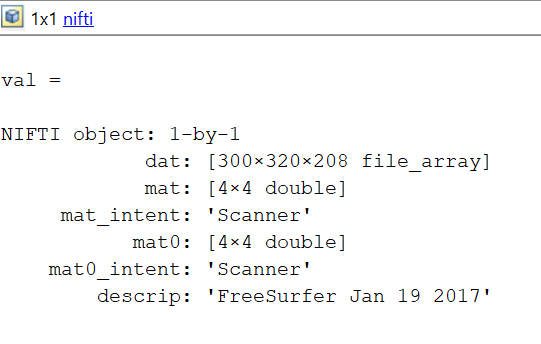 1x1 nifti
val =
NIFTI object: 1-by-1
dat: [300×320×208 file_array]
mat: [4×4 double]
mat_intent: 'Scanner'
mat0: [4×4 double]
mat0_intent: 'Scanner'
descrip: 'FreeSurfer Jan 19 2017'